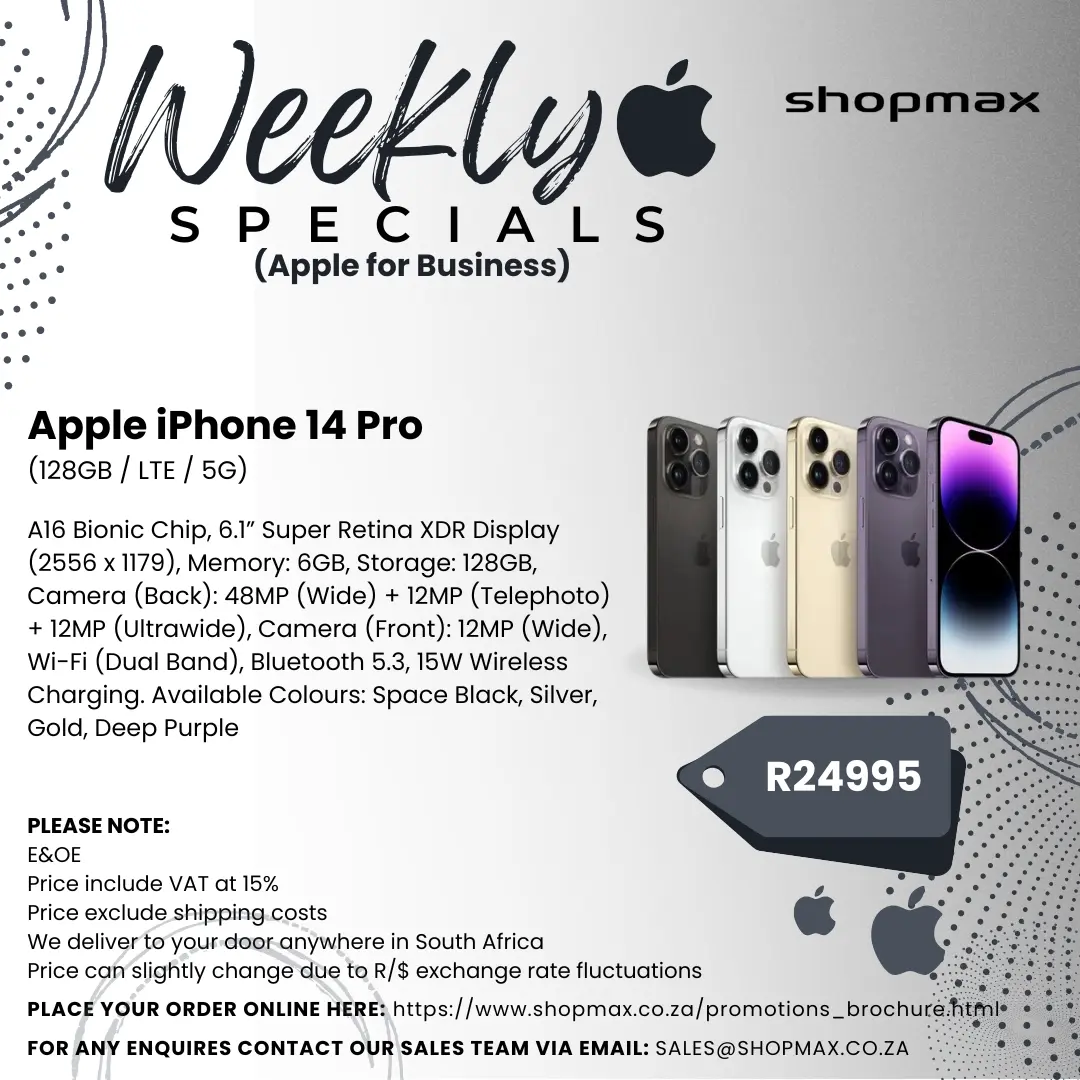 Weekly
shopmax
SPECIALS
(Apple for Business)
Apple iPhone 14 Pro
(128GB / LTE / 5G)
A16 Bionic Chip, 6.1” Super Retina XDR Display
(2556 x 1179), Memory: 6GB, Storage: 128GB,
Camera (Back): 48MP (Wide) + 12MP (Telephoto)
+ 12MP (Ultrawide), Camera (Front): 12MP (Wide),
Wi-Fi (Dual Band), Bluetooth 5.3, 15W Wireless
Charging. Available Colours: Space Black, Silver,
Gold, Deep Purple
R24995
PLEASE NOTE:
E&OE
Price include VAT at 15%
Price exclude shipping costs
We deliver to your door anywhere in South Africa
Price can slightly change due to R/$ exchange rate fluctuations
PLACE YOUR ORDER ONLINE HERE: https://www.shopmax.co.za/promotions_brochure.html
FOR ANY ENQUIRES CONTACT OUR SALES TEAM VIA EMAIL: SALES@SHOPMAX.CO.ZA